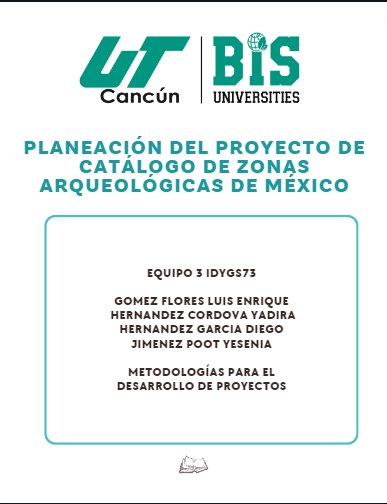 UT
Cancún
BIS
UNIVERSITIES
PLANEACIÓN DEL PROYECTO DE
CATÁLOGO DE ZONAS
ARQUEOLÓGICAS DE MÉXICO
EQUIPO 3 IDYGS73
GOMEZ FLORES LUIS ENRIQUE
HERNANDEZ CORDOVA YADIRA
HERNANDEZ GARCIA DIEGO
JIMENEZ POOT YESENIA
METODOLOGÍAS PARA EL
DESARROLLO DE PROYECTOS